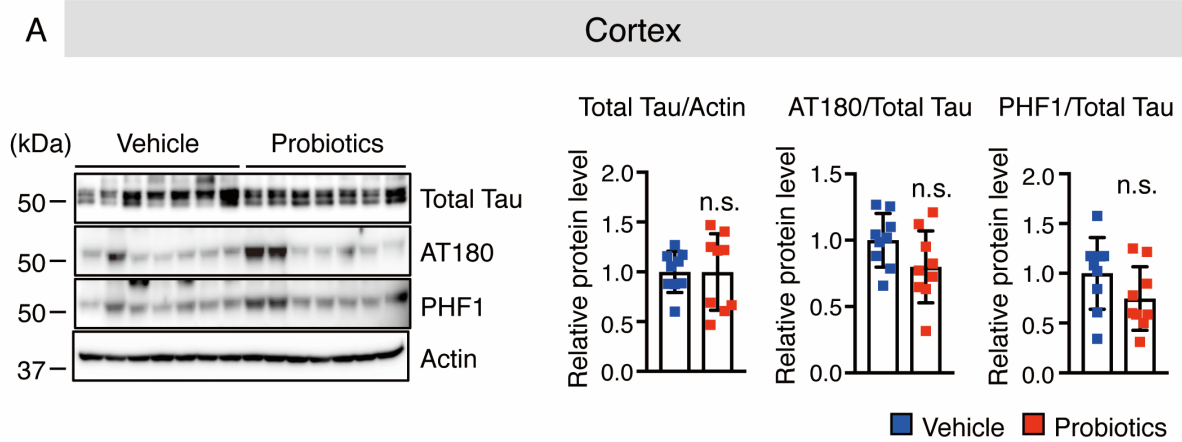 A
Cortex
(kDa)
Vehicle
Probiotics
50
Total Tau
50
AT180
50
PHF1
37
Actin
Total Tau/Actin
Relative protein level
2.0
1.5
1.0
0.5
0.0
n.s.
AT180/Total Tau
Relative protein level
1.5
1.0
0.5
0.0
n.s.
PHF1/Total Tau
Relative protein level
2.0
1.5
1.0
0.5
0.0
n.s.
Vehicle
Probiotics